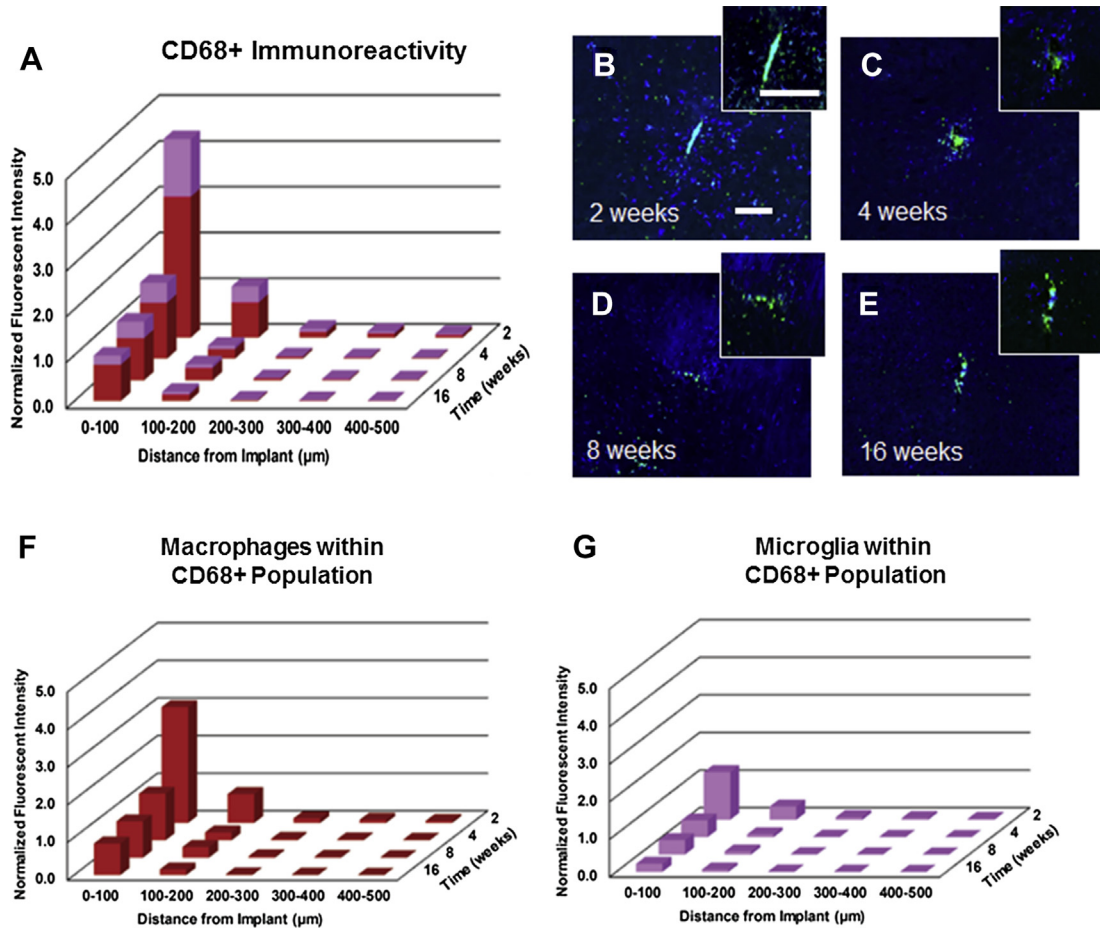 A
CD68+ Immunoreactivity
Normalized Fluorescent Intensity
5.0
4.0
3.0
2.0
1.0
0.0
0-100 100-200 200-300 300-400 400-500
Distance from Implant (µm)
2
4
8
16
Time (weeks)
B
2 weeks
C
4 weeks
D
8 weeks
E
16 weeks
F
Macrophages within
CD68+ Population
Normalized Fluorescent Intensity
5.0
4.0
3.0
2.0
1.0
0.0
0-100 100-200 200-300 300-400 400-500
Distance from Implant (µm)
2
4
8
16
Time (weeks)
G
Microglia within
CD68+ Population
Normalized Fluorescent Intensity
5.0
4.0
3.0
2.0
1.0
0.0
0-100 100-200 200-300 300-400 400-500
Distance from Implant (µm)
2
4
8
16
Time (weeks)